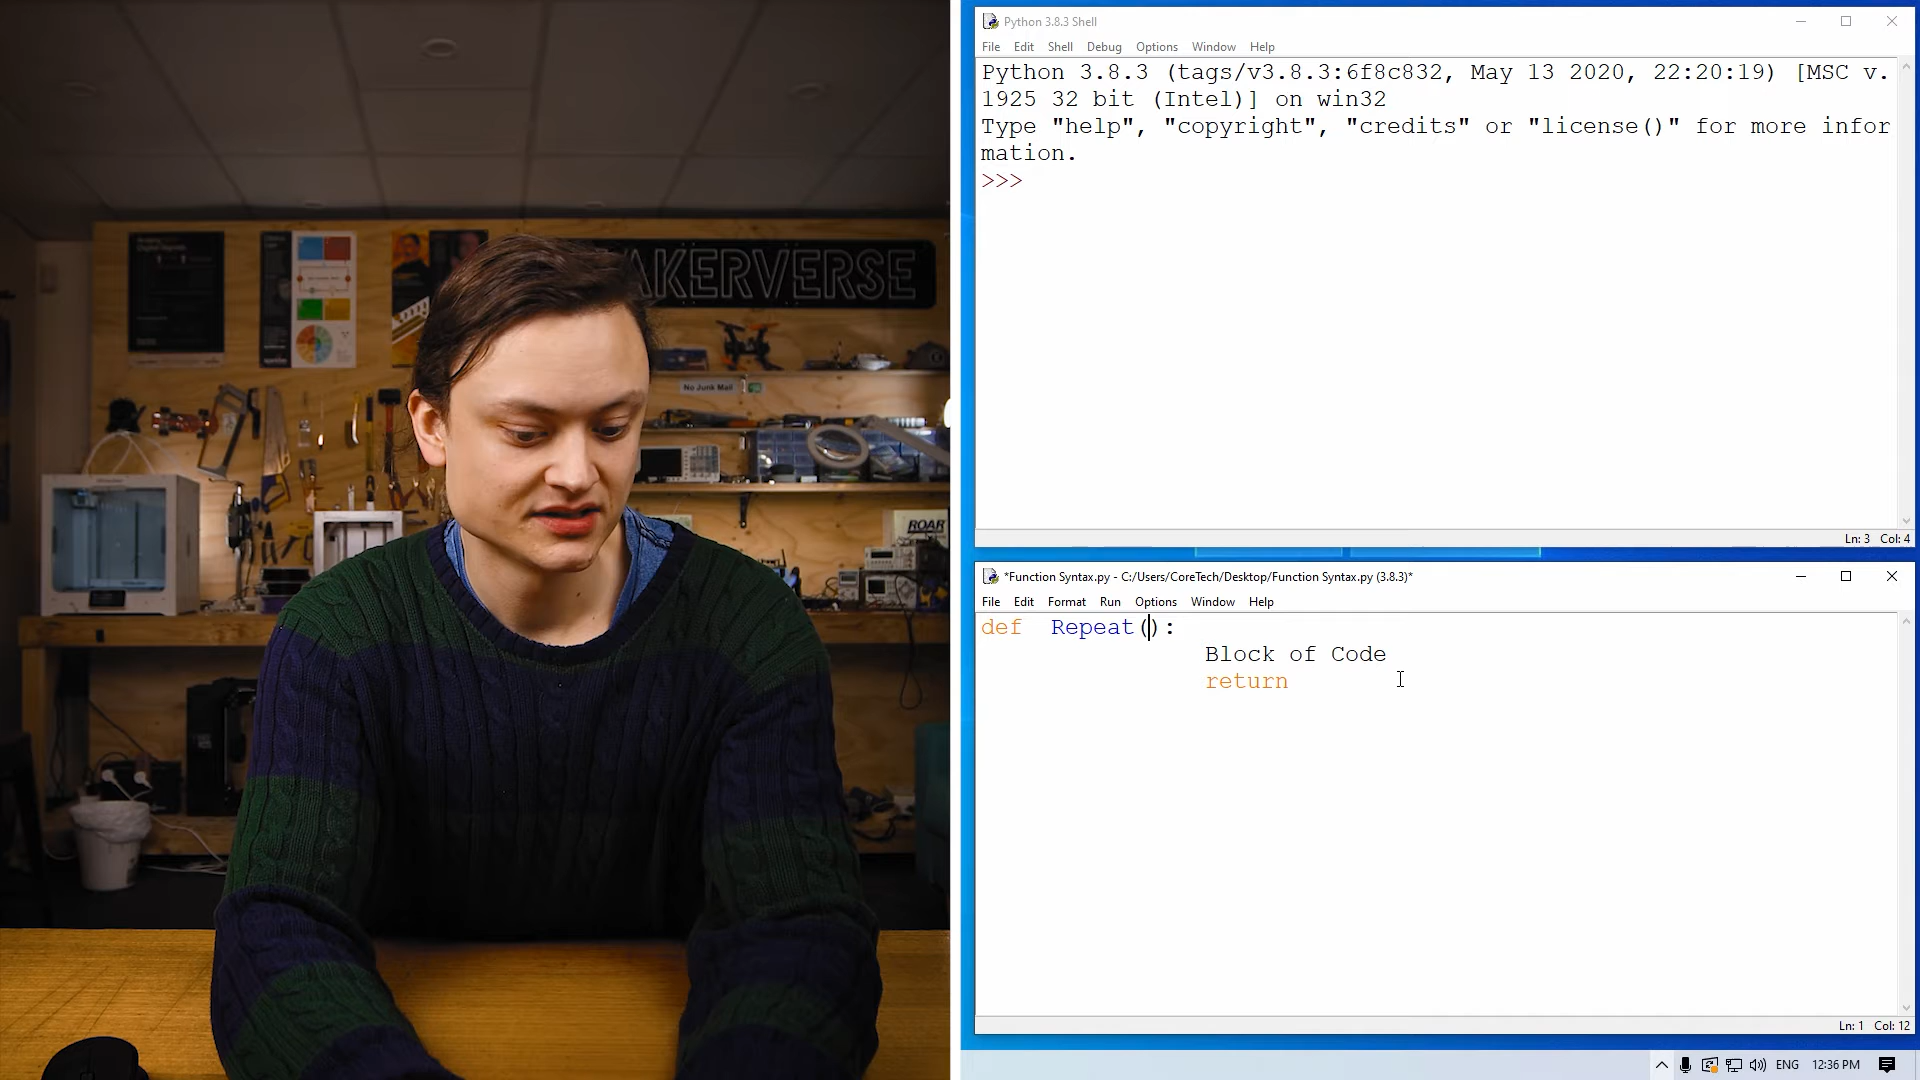 AKERVERSE
No Junk Mail
ROAR
Python 3.8.3 Shell
File Edit Shell Debug Options Window Help
Python 3.8.3 (tags/v3.8.3:6f8c832, May 13 2020, 22:20:19) [MSC v.
1925 32 bit (Intel)] on win32
Type "help", "copyright", "credits" or "license()" for more infor
mation.
>>>
Ln: 3 Col: 4
*Function Syntax.py - C:/Users/CoreTech/Desktop/Function Syntax.py (3.8.3)*
File Edit Format Run Options Window Help
def Repeat():
Block of Code
return
Ln: 1 Col: 12
ENG 12:36 PM